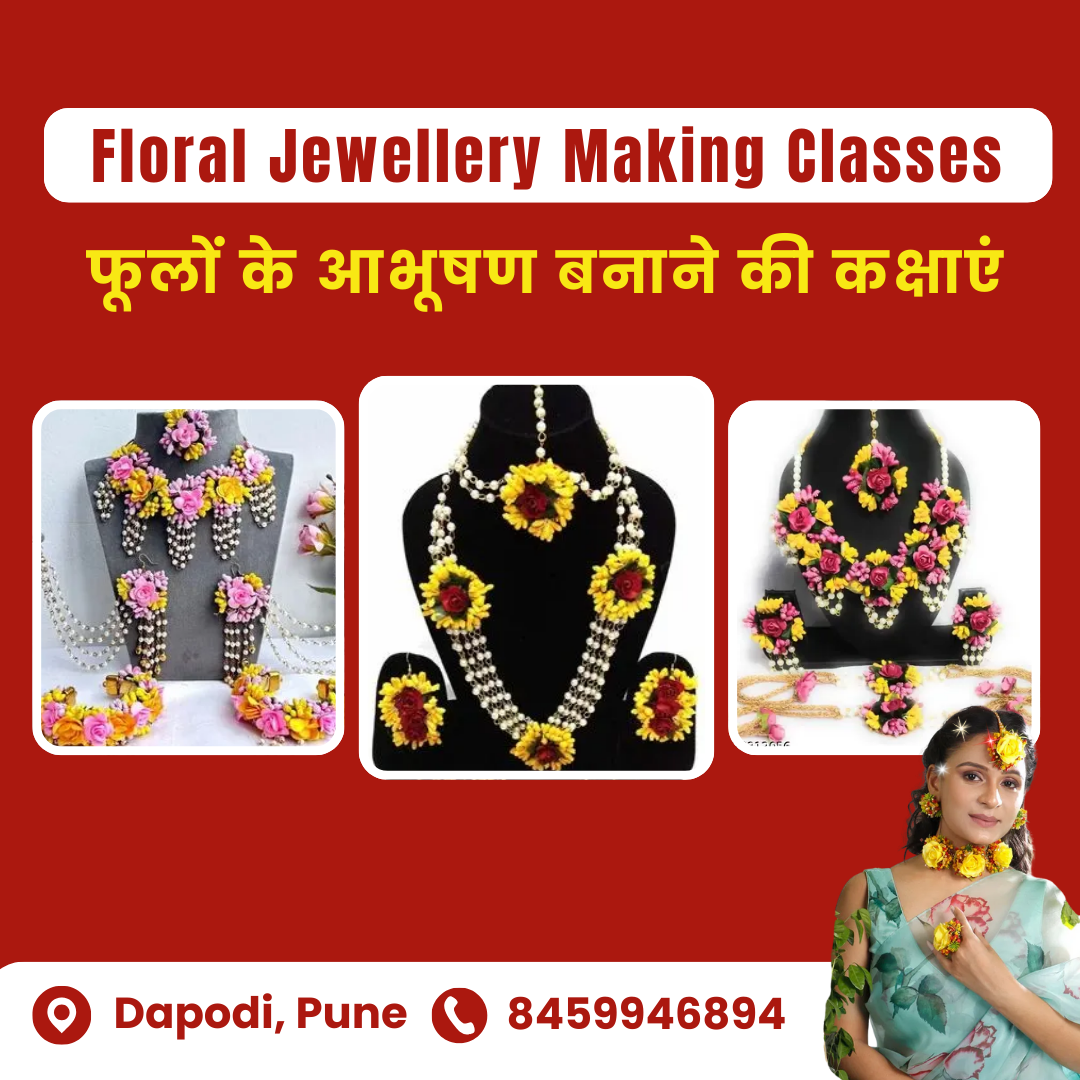 Floral Jewellery Making Classes
फूलों के आभूषण बनाने की कक्षाएं
Dapodi, Pune
8459946894